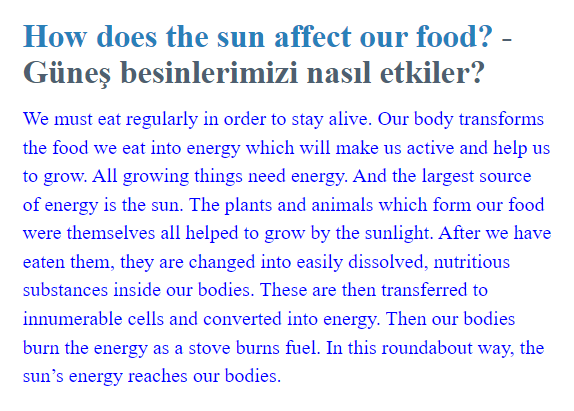 How does the sun affect our food? -
Güneş besinlerimizi nasıl etkiler?
We must eat regularly in order to stay alive. Our body transforms
the food we eat into energy which will make us active and help us
to grow. All growing things need energy. And the largest source
of energy is the sun. The plants and animals which form our food
were themselves all helped to grow by the sunlight. After we have
eaten them, they are changed into easily dissolved, nutritious
substances inside our bodies. These are then transferred to
innumerable cells and converted into energy. Then our bodies
burn the energy as a stove burns fuel. In this roundabout way, the
sun’s energy reaches our bodies.